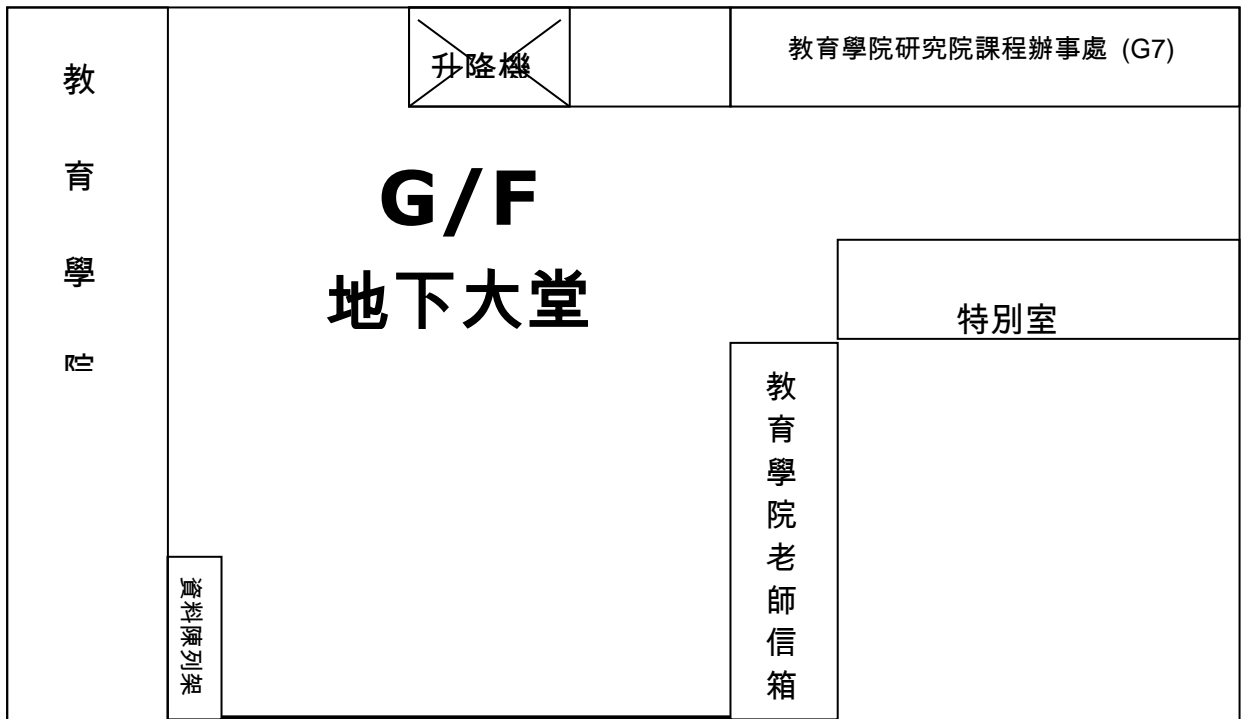 教育學院
升降機
教育學院研究院課程辦事處 (G7)
G/F
地下大堂
特別室
教育學院老師信箱
資料陳列架